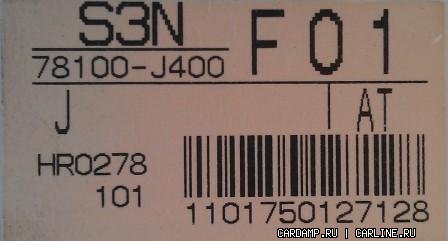 S3N F01
78100-J400
J AT
HR0278
101
1101750127128
CARDAMP.RU | CARLINE.RU